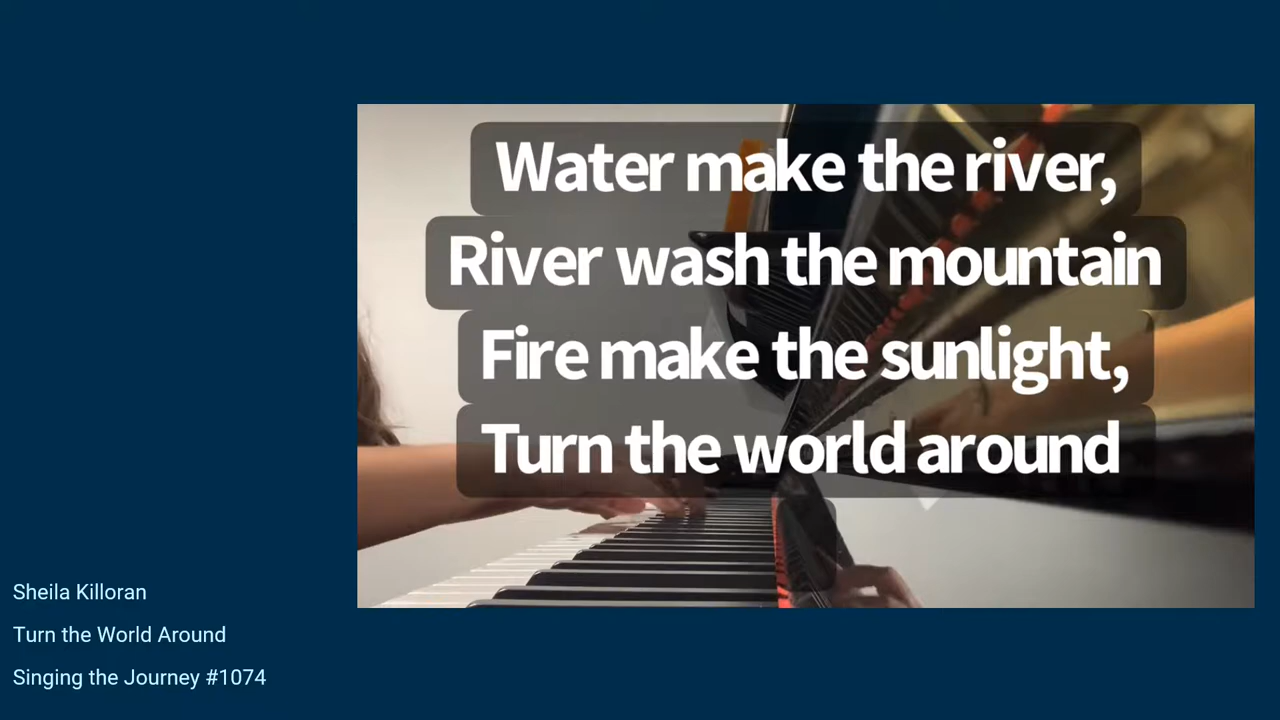 Water make the river,
River wash the mountain
Fire make the sunlight,
Turn the world around
Sheila Killoran
Turn the World Around
Singing the Journey #1074